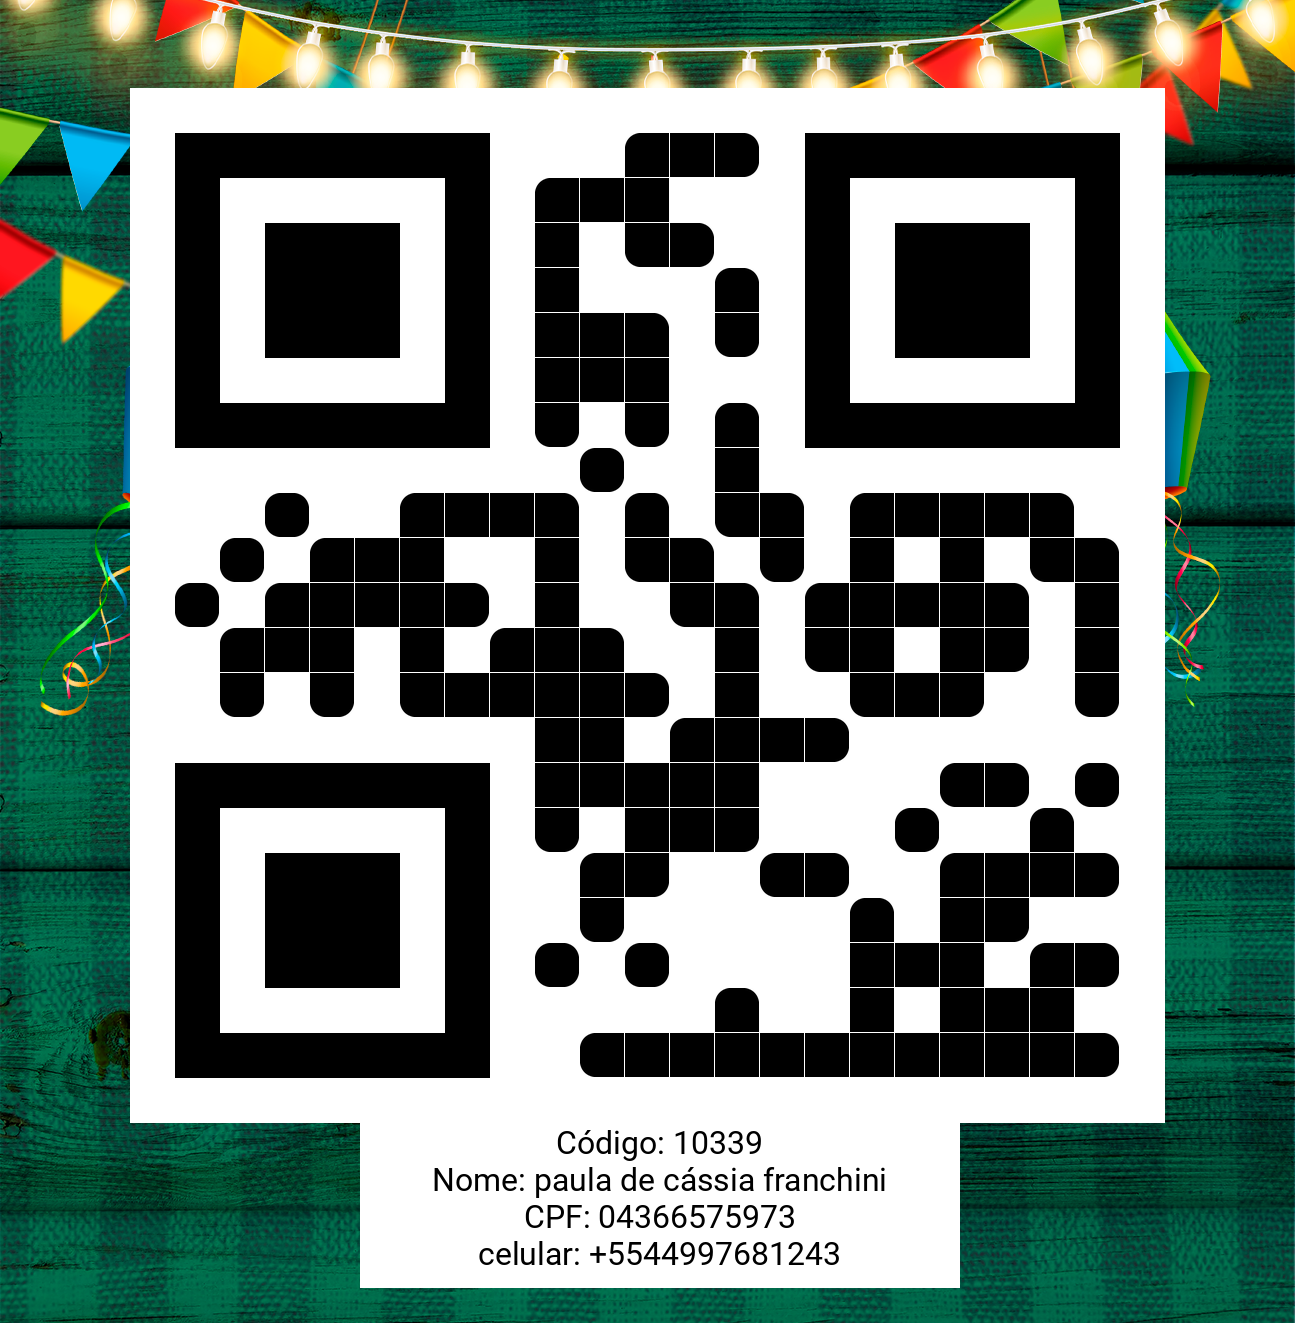 Código: 10339
Nome: paula de cássia franchini
CPF: 04366575973
celular: +5544997681243